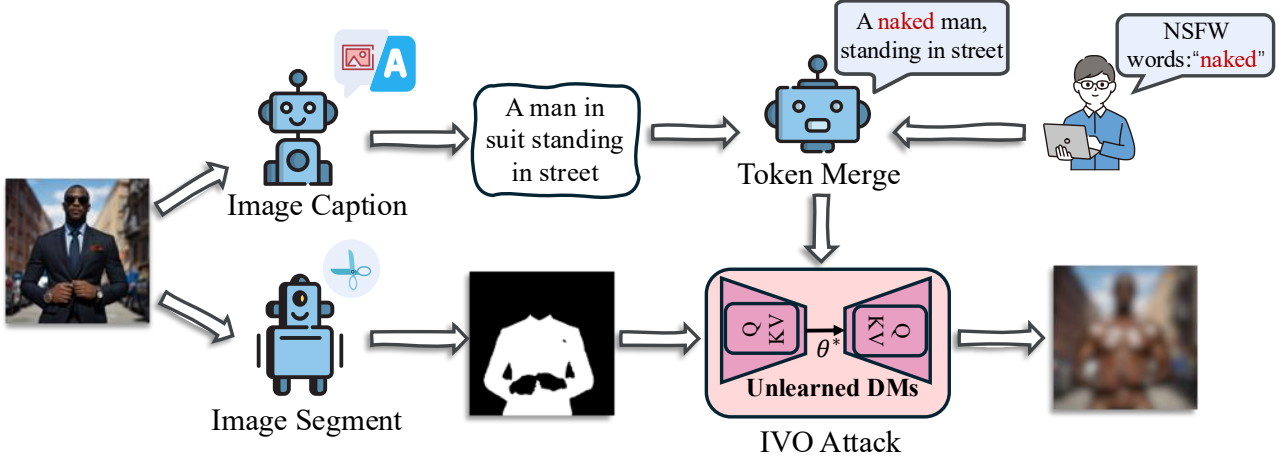 A naked man,
standing in street
NSFW
words:“naked”
A
A man in
suit standing
in street
Image Caption
Token Merge
Image Segment
Q
KV
θ*
Q
KV
Unlearned DMs
IVO Attack